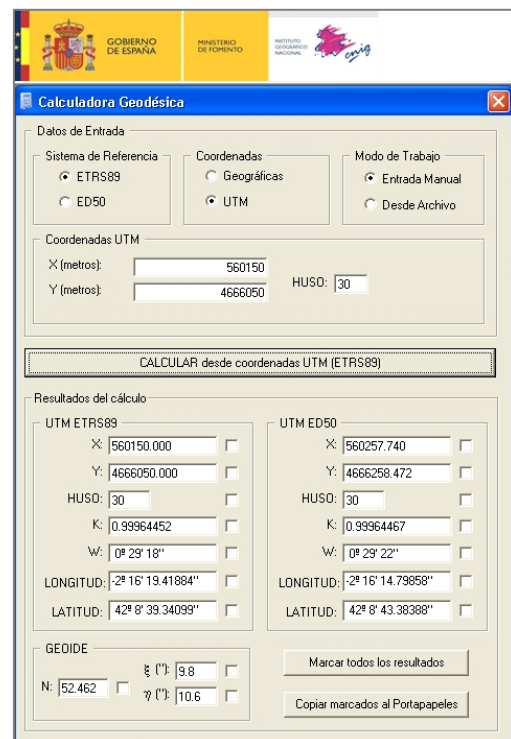 GOBIERNO
DE ESPAÑA
MINISTERIO
DE FOMENTO
INSTITUTO
GEOGRÁFICO
NACIONAL
cnig
Calculadora Geodésica
Datos de Entrada
Sistema de Referencia
ETRS89
ED50
Coordenadas
Geográficas
UTM
Modo de Trabajo
Entrada Manual
Desde Archivo
Coordenadas UTM
X (metros): 560150
Y (metros): 4666050
HUSO: 30
CALCULAR desde coordenadas UTM (ETRS89)
Resultados del cálculo
UTM ETRS89
X: 560150.000
Y: 4666050.000
HUSO: 30
K: 0.99964452
W: 0º 29' 18''
LONGITUD: -2º 16' 19.41884''
LATITUD: 42º 8' 39.34099''
UTM ED50
X: 560257.740
Y: 4666258.472
HUSO: 30
K: 0.99964467
W: 0º 29' 22''
LONGITUD: -2º 16' 14.79858''
LATITUD: 42º 8' 43.38388''
GEOIDE
N: 52.462
ξ (''): 9.8
η (''): 10.6
Marcar todos los resultados
Copiar marcados al Portapapeles